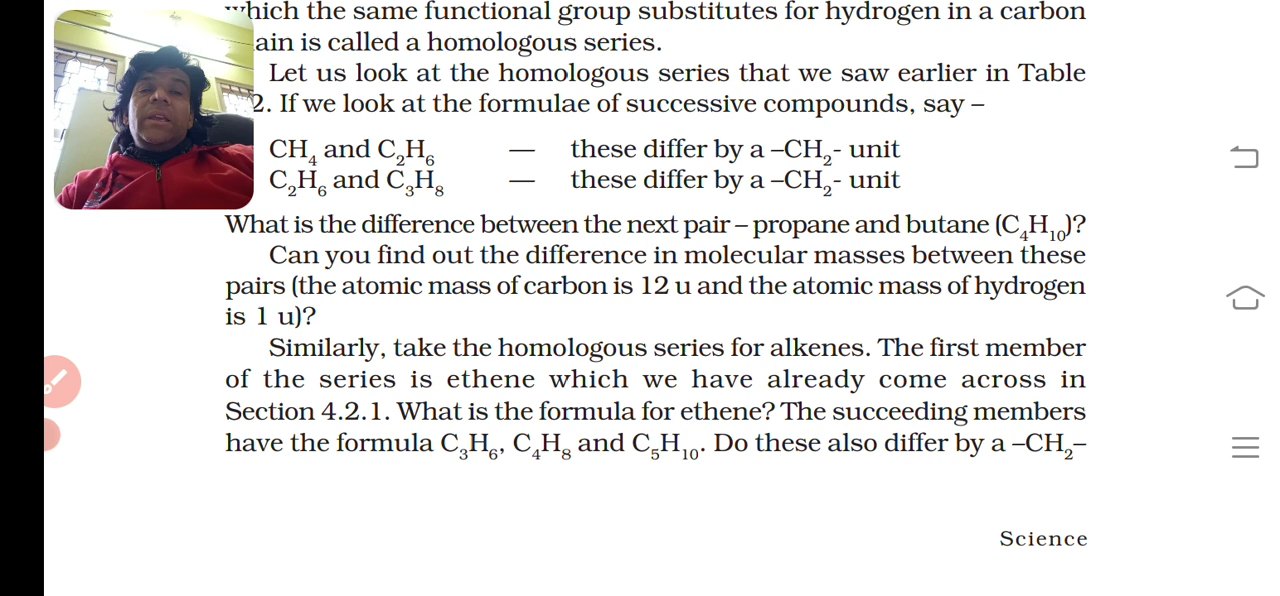 which the same functional group substitutes for hydrogen in a carbon
ain is called a homologous series.
Let us look at the homologous series that we saw earlier in Table
2. If we look at the formulae of successive compounds, say –
CH₄ and C₂H₆ — these differ by a –CH₂- unit
C₂H₆ and C₃H₈ — these differ by a –CH₂- unit
What is the difference between the next pair – propane and butane (C₄H₁₀)?
Can you find out the difference in molecular masses between these
pairs (the atomic mass of carbon is 12 u and the atomic mass of hydrogen
is 1 u)?
Similarly, take the homologous series for alkenes. The first member
of the series is ethene which we have already come across in
Section 4.2.1. What is the formula for ethene? The succeeding members
have the formula C₃H₆, C₄H₈ and C₅H₁₀. Do these also differ by a –CH₂–
Science